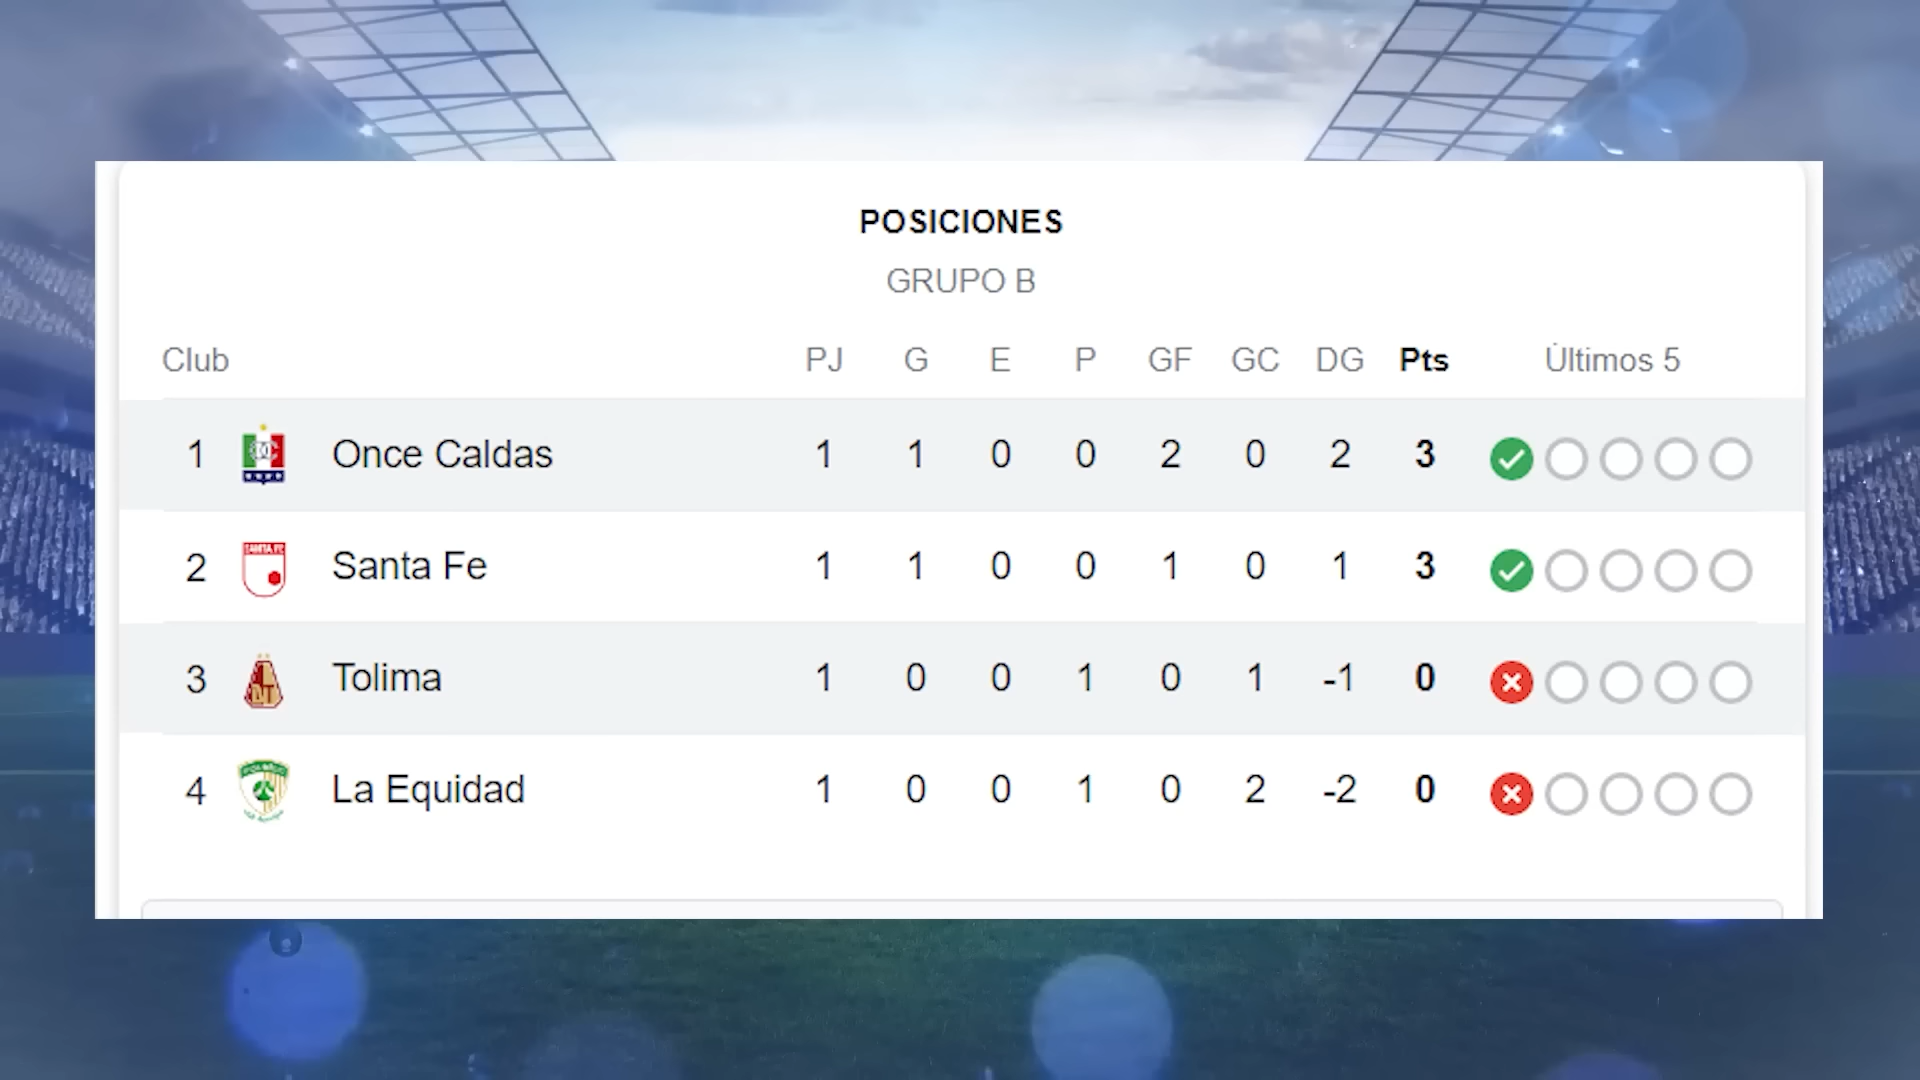 POSICIONES
GRUPO B
Club PJ G E P GF GC DG Pts Últimos 5
1 Once Caldas 1 1 0 0 2 0 2 3
2 SANTA FE Santa Fe 1 1 0 0 1 0 1 3
3 Tolima 1 0 0 1 0 1 -1 0
4 La Equidad 1 0 0 1 0 2 -2 0